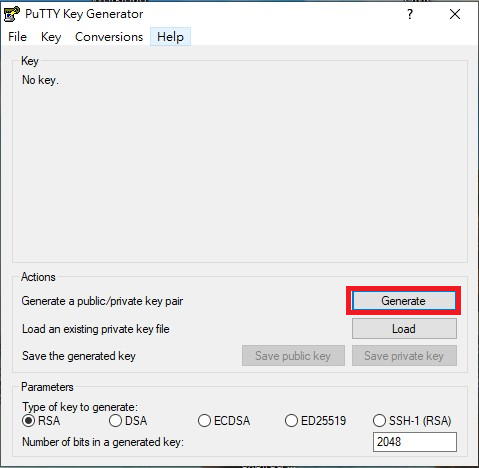 PuTTY Key Generator
File Key Conversions Help
Key
No key.
Actions
Generate a public/private key pair Generate
Load an existing private key file Load
Save the generated key Save public key Save private key
Parameters
Type of key to generate:
RSA DSA ECDSA ED25519 SSH-1 (RSA)
Number of bits in a generated key: 2048